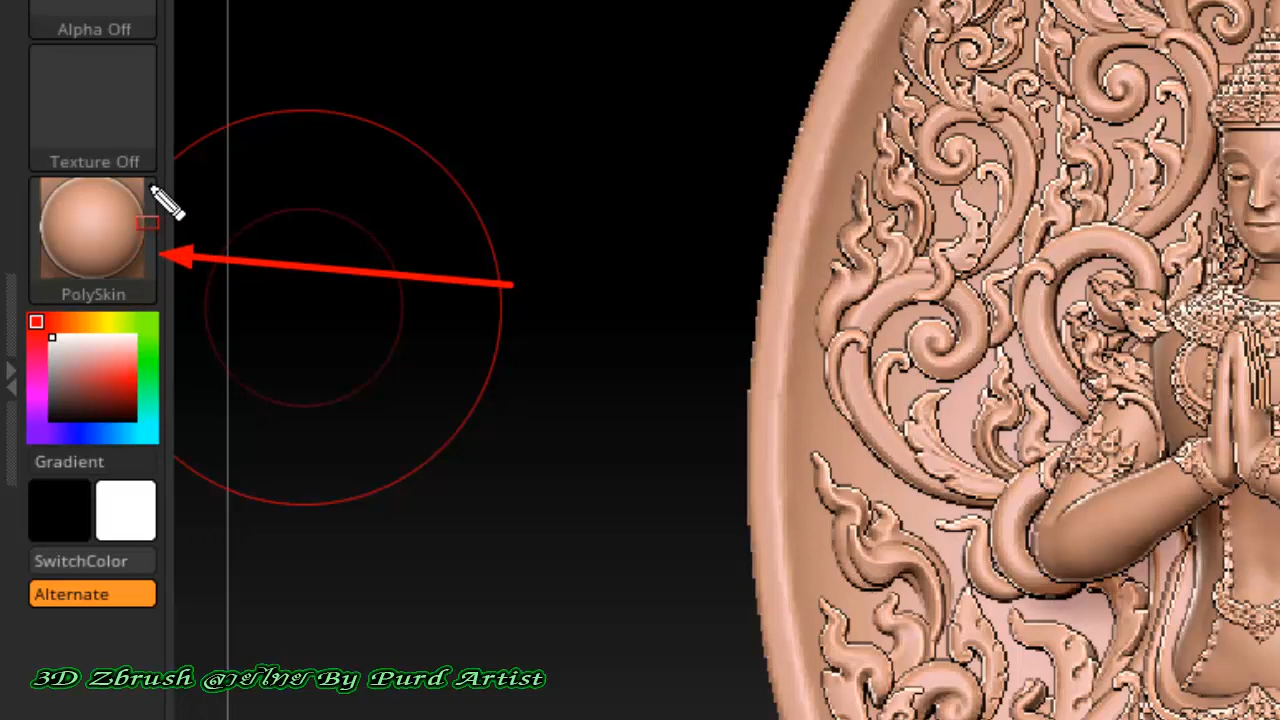 Alpha Off
Texture Off
PolySkin
Gradient
SwitchColor
Alternate
3D Zbrush ลายไทย By Purd Artist